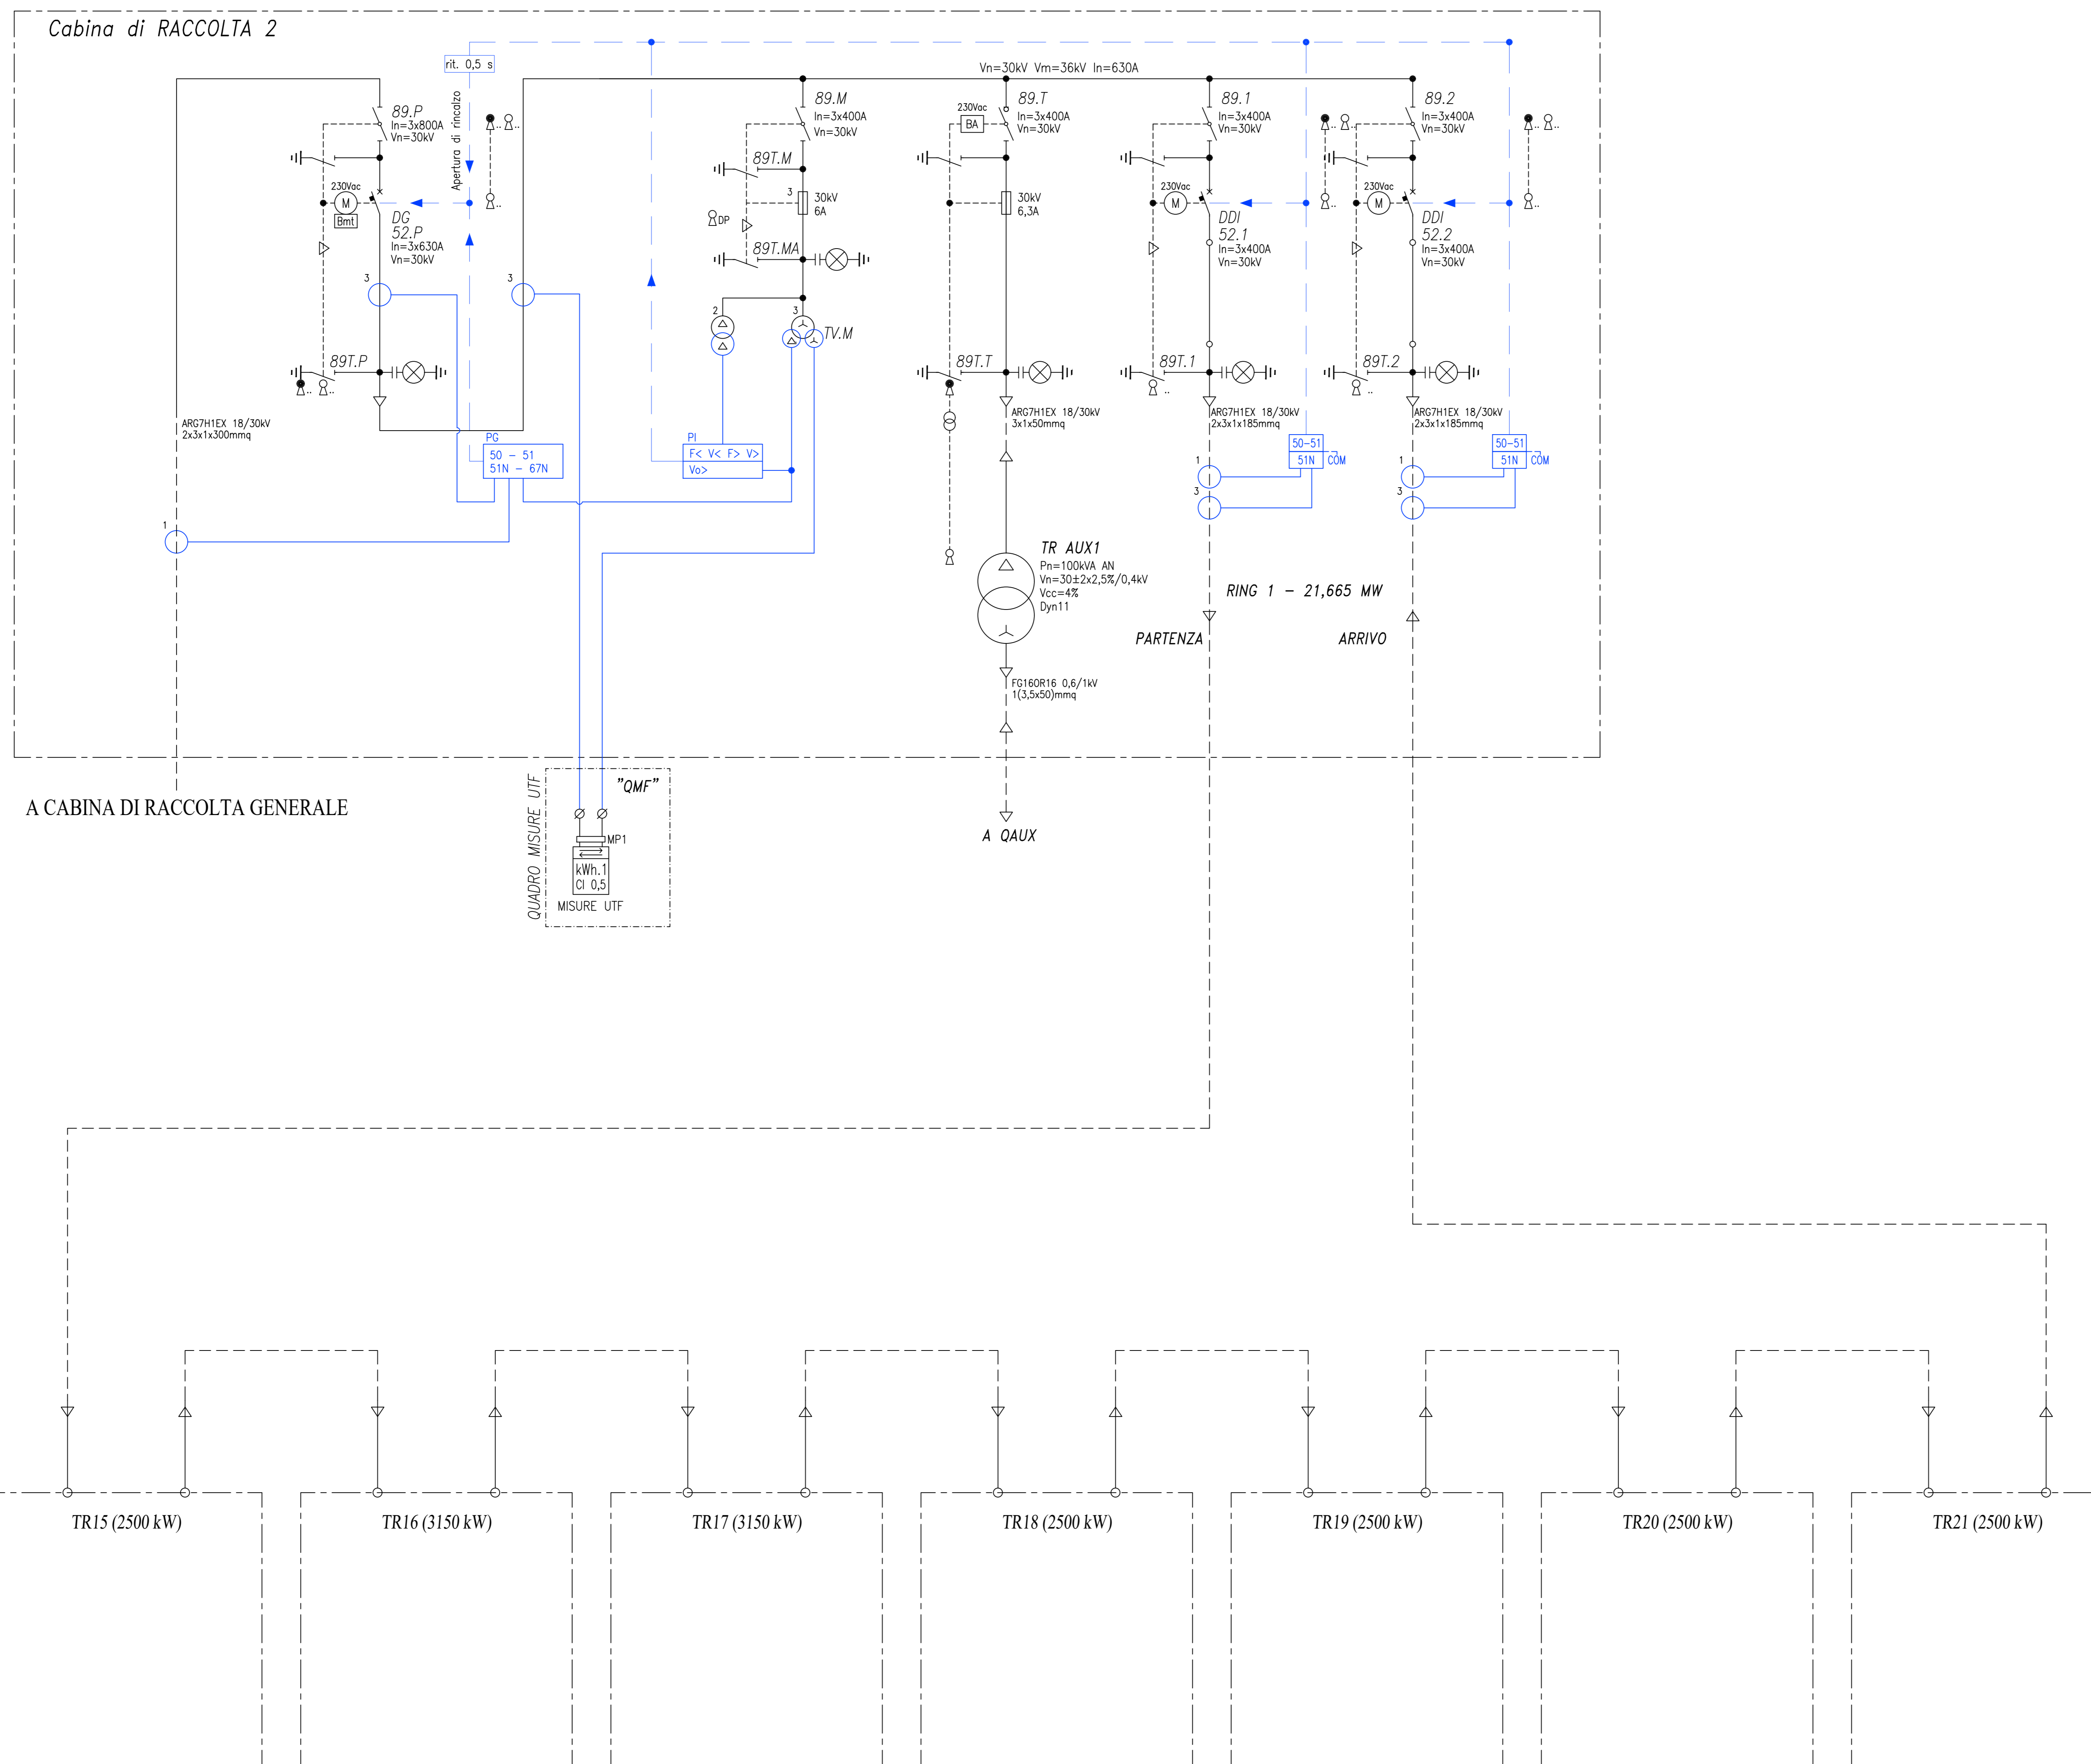 Cabina di RACCOLTA 2
rit. 0,5 s
Apertura di rincalzo
Vn=30kV Vm=36kV In=630A
89.P
In=3x800A
Vn=30kV
230Vac
M
Bmt
DG
52.P
In=3x630A
Vn=30kV
3
89T.P
..
..
..
..
..
ARG7H1EX 18/30kV
2x3x1x300mmq
1
3
PG
50 - 51
51N - 67N
89.M
In=3x400A
Vn=30kV
89T.M
3
30kV
6A
DP
89T.MA
2
3
TV.M
PI
F< V< F> V>
Vo>
89.T
In=3x400A
Vn=30kV
230Vac
BA
30kV
6,3A
89T.T
ARG7H1EX 18/30kV
3x1x50mmq
TR AUX1
Pn=100kVA AN
Vn=30±2x2,5%/0,4kV
Vcc=4%
Dyn11
FG16OR16 0,6/1kV
1(3,5x50)mmq
A QAUX
89.1
In=3x400A
Vn=30kV
230Vac
M
DDI
52.1
In=3x400A
Vn=30kV
..
..
..
89T.1
..
ARG7H1EX 18/30kV
2x3x1x185mmq
50-51
51N
COM
1
3
RING 1 - 21,665 MW
PARTENZA
89.2
In=3x400A
Vn=30kV
230Vac
M
DDI
52.2
In=3x400A
Vn=30kV
..
..
..
89T.2
..
ARG7H1EX 18/30kV
2x3x1x185mmq
50-51
51N
COM
1
3
ARRIVO
A CABINA DI RACCOLTA GENERALE
QUADRO MISURE UTF
"QMF"
MP1
kWh.1
Cl 0,5
MISURE UTF
TR15 (2500 kW)
TR16 (3150 kW)
TR17 (3150 kW)
TR18 (2500 kW)
TR19 (2500 kW)
TR20 (2500 kW)
TR21 (2500 kW)